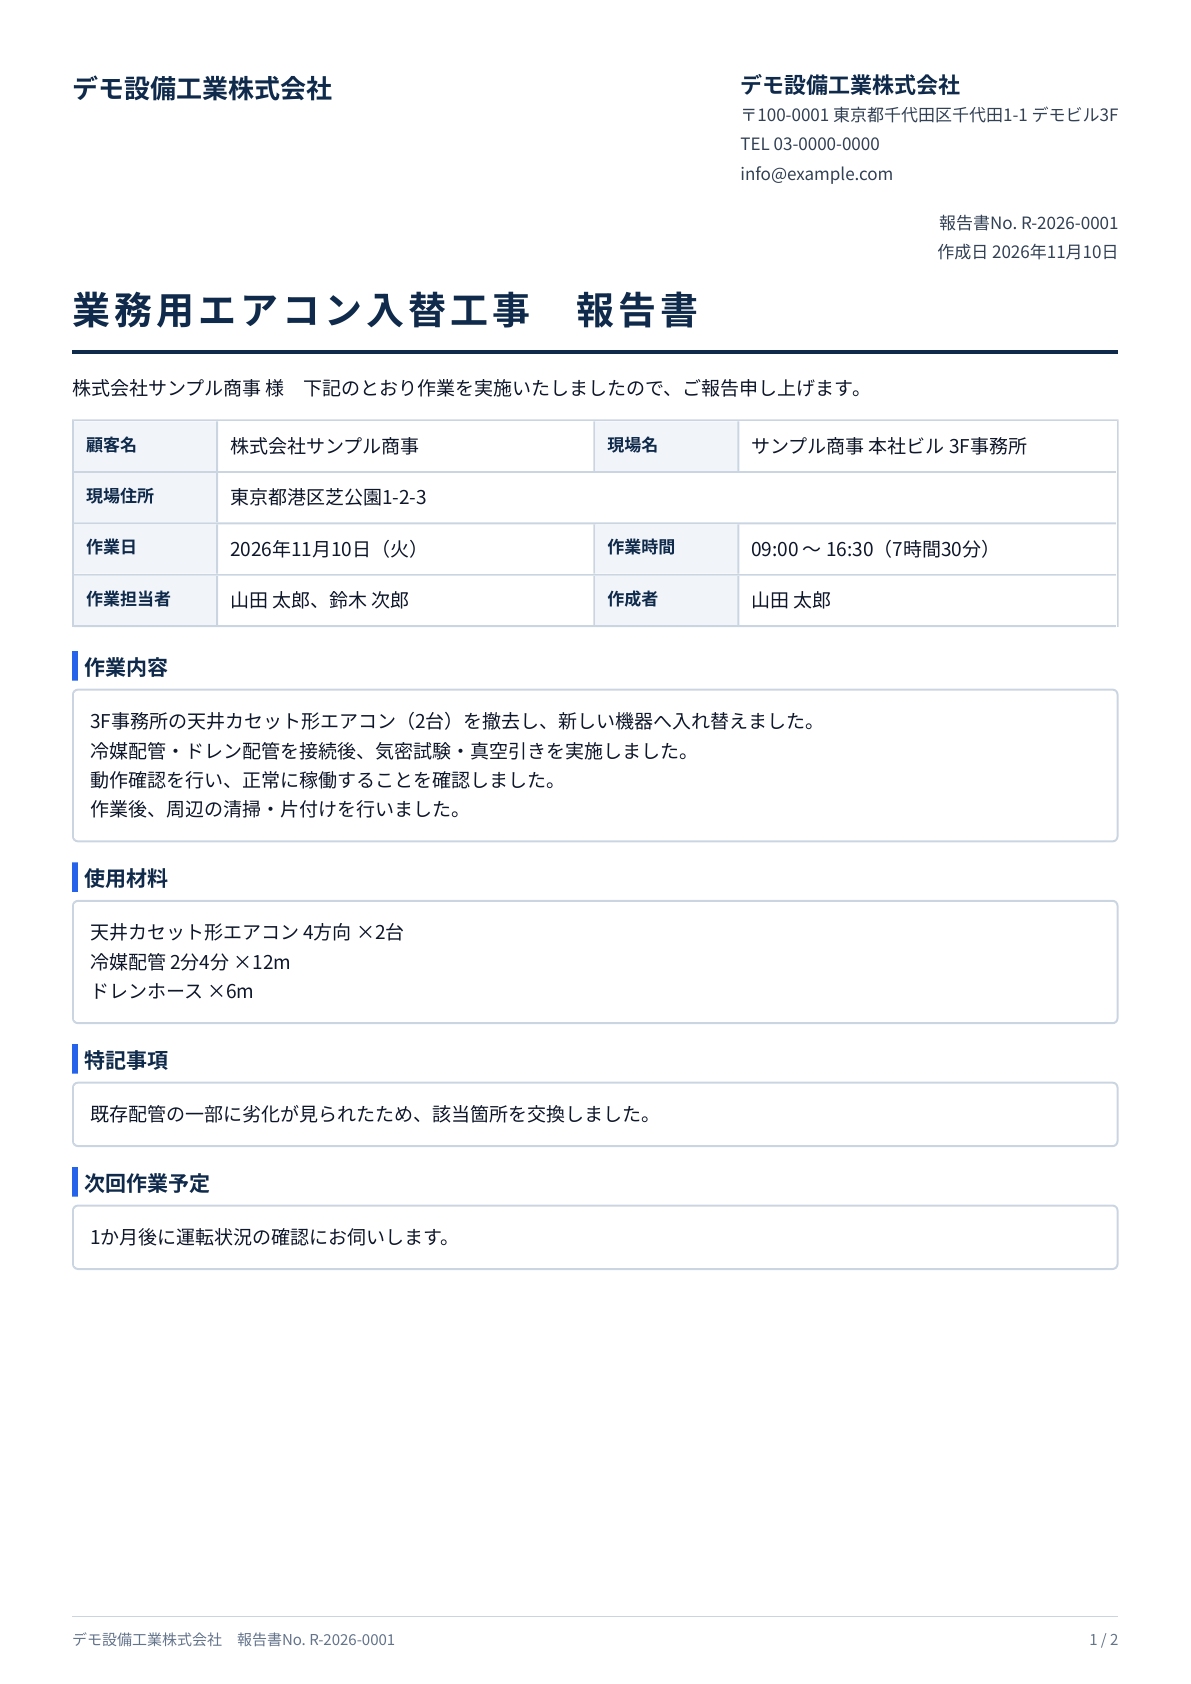 デモ設備工業株式会社
デモ設備工業株式会社
〒100-0001 東京都千代田区千代田1-1 デモビル3F
TEL 03-0000-0000
info@example.com
報告書No. R-2026-0001
作成日 2026年11月10日
業務用エアコン入替工事　報告書
株式会社サンプル商事 様　下記のとおり作業を実施いたしましたので、ご報告申し上げます。
顧客名 株式会社サンプル商事 現場名 サンプル商事 本社ビル 3F事務所
現場住所 東京都港区芝公園1-2-3
作業日 2026年11月10日（火） 作業時間 09:00 〜 16:30（7時間30分）
作業担当者 山田 太郎、鈴木 次郎 作成者 山田 太郎
作業内容
3F事務所の天井カセット形エアコン（2台）を撤去し、新しい機器へ入れ替えました。
冷媒配管・ドレン配管を接続後、気密試験・真空引きを実施しました。
動作確認を行い、正常に稼働することを確認しました。
作業後、周辺の清掃・片付けを行いました。
使用材料
天井カセット形エアコン 4方向 ×2台
冷媒配管 2分4分 ×12m
ドレンホース ×6m
特記事項
既存配管の一部に劣化が見られたため、該当箇所を交換しました。
次回作業予定
1か月後に運転状況の確認にお伺いします。
デモ設備工業株式会社　報告書No. R-2026-0001 1 / 2